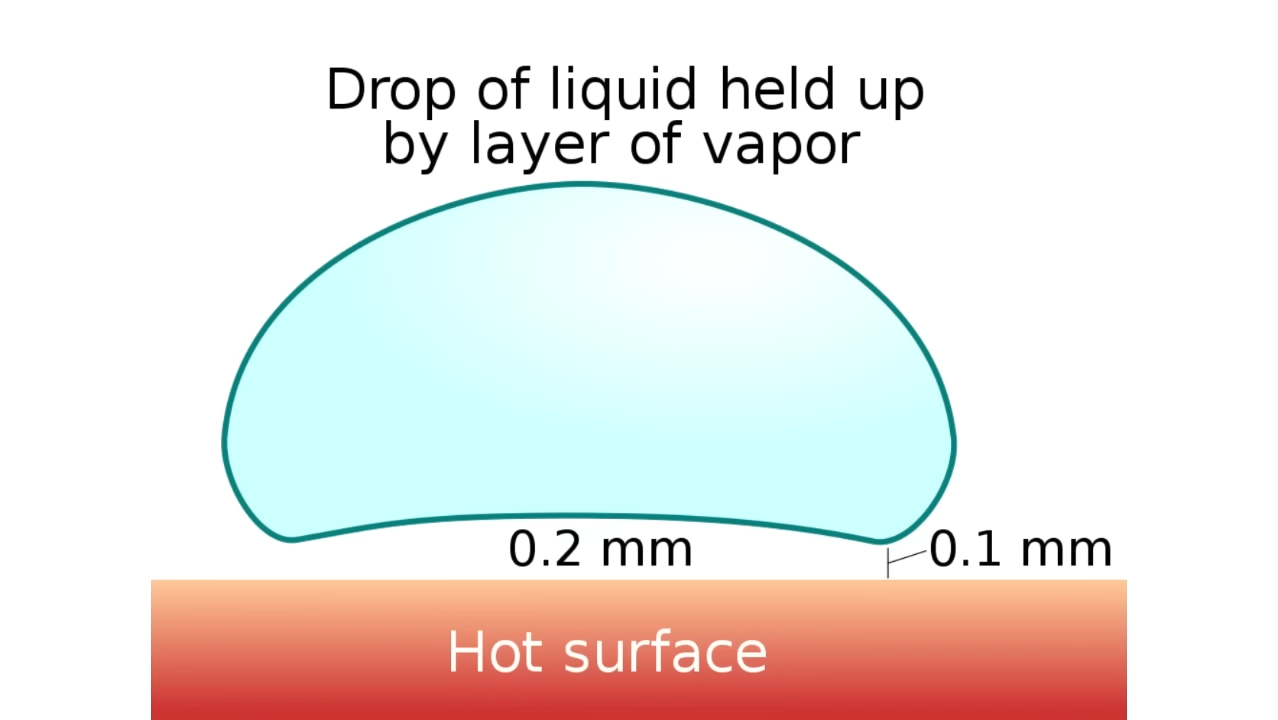 Drop of liquid held up
by layer of vapor
0.2 mm
0.1 mm
Hot surface